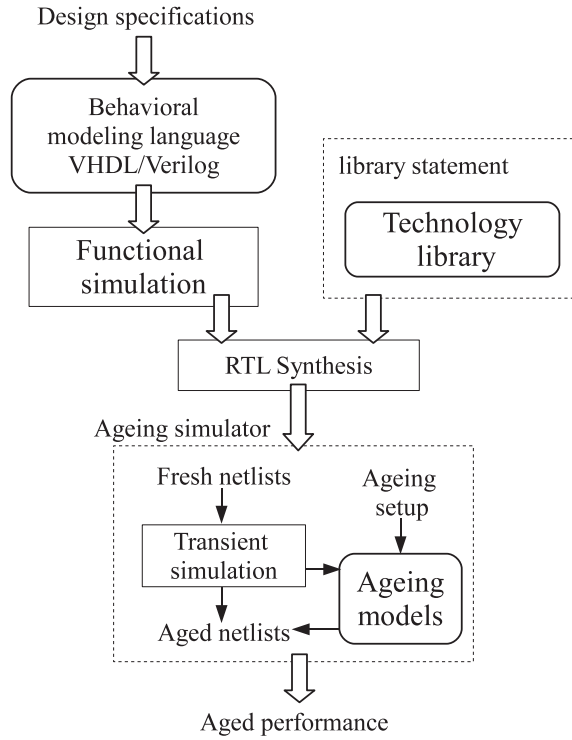 Design specifications
Behavioral
modeling language
VHDL/Verilog
library statement
Technology
library
Functional
simulation
RTL Synthesis
Ageing simulator
Fresh netlists
Ageing
setup
Transient
simulation
Ageing
models
Aged netlists
Aged performance